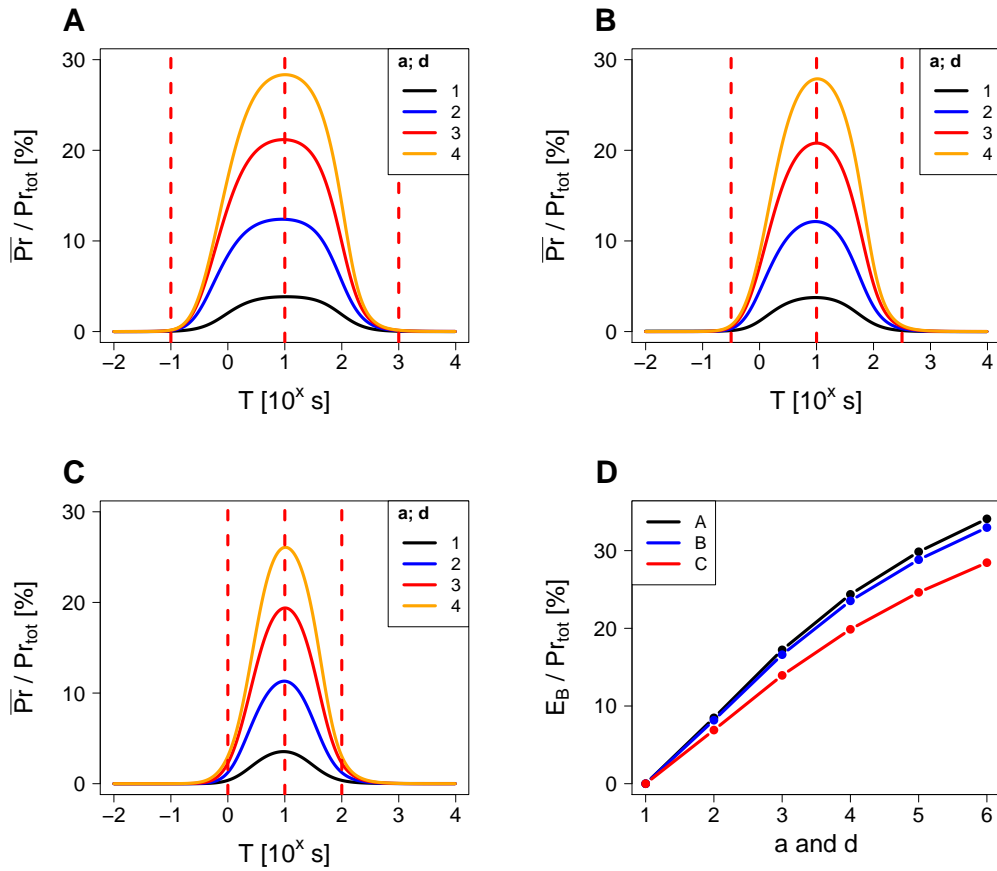 A
a; d
1
2
3
4
30
20
10
0
Pr / Pr_tot [%]
−2 −1 0 1 2 3 4
T [10^x s]
B
a; d
1
2
3
4
30
20
10
0
Pr / Pr_tot [%]
−2 −1 0 1 2 3 4
T [10^x s]
C
a; d
1
2
3
4
30
20
10
0
Pr / Pr_tot [%]
−2 −1 0 1 2 3 4
T [10^x s]
D
A
B
C
30
20
10
0
E_B / Pr_tot [%]
1 2 3 4 5 6
a and d